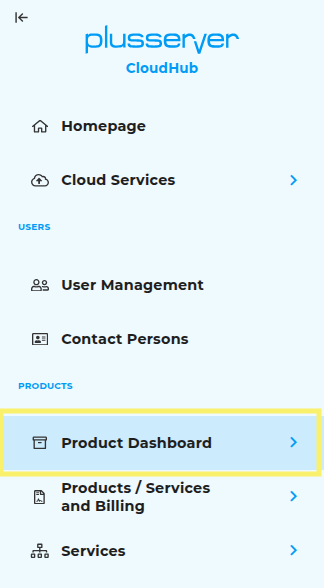 plusserver
CloudHub
Homepage
Cloud Services
USERS
User Management
Contact Persons
PRODUCTS
Product Dashboard
Products / Services
and Billing
Services